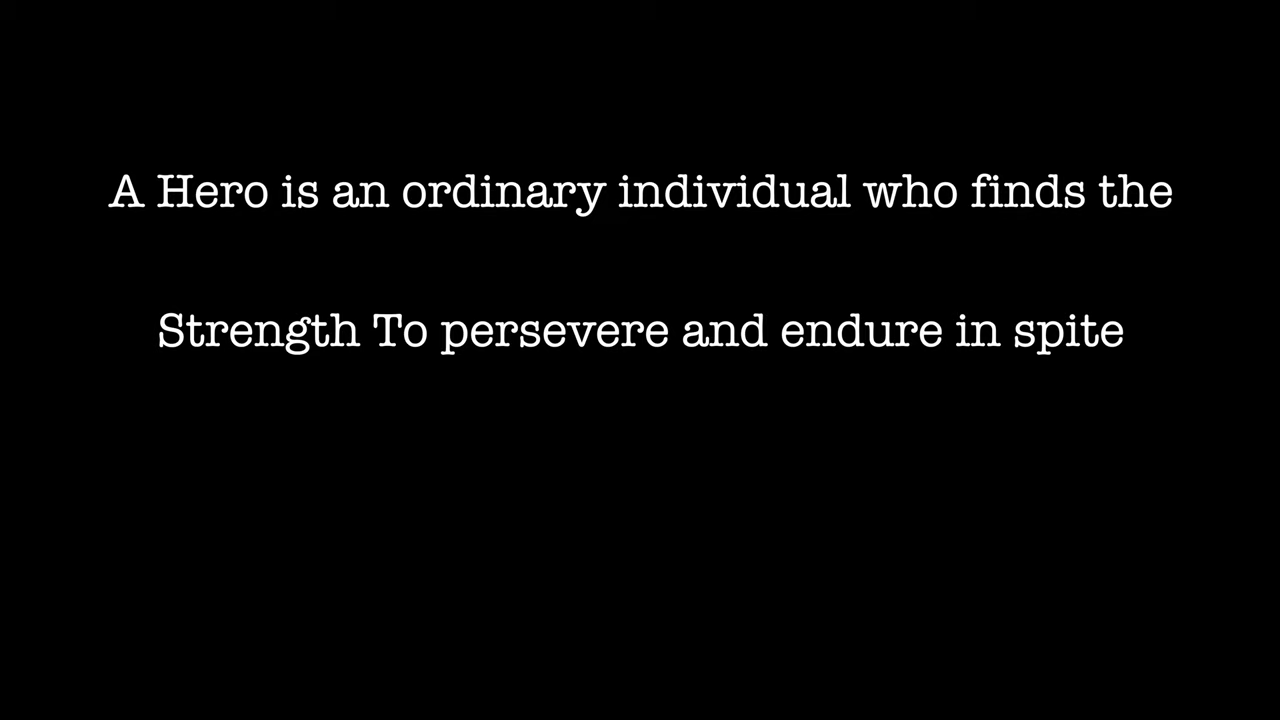 A Hero is an ordinary individual who finds the
Strength To persevere and endure in spite